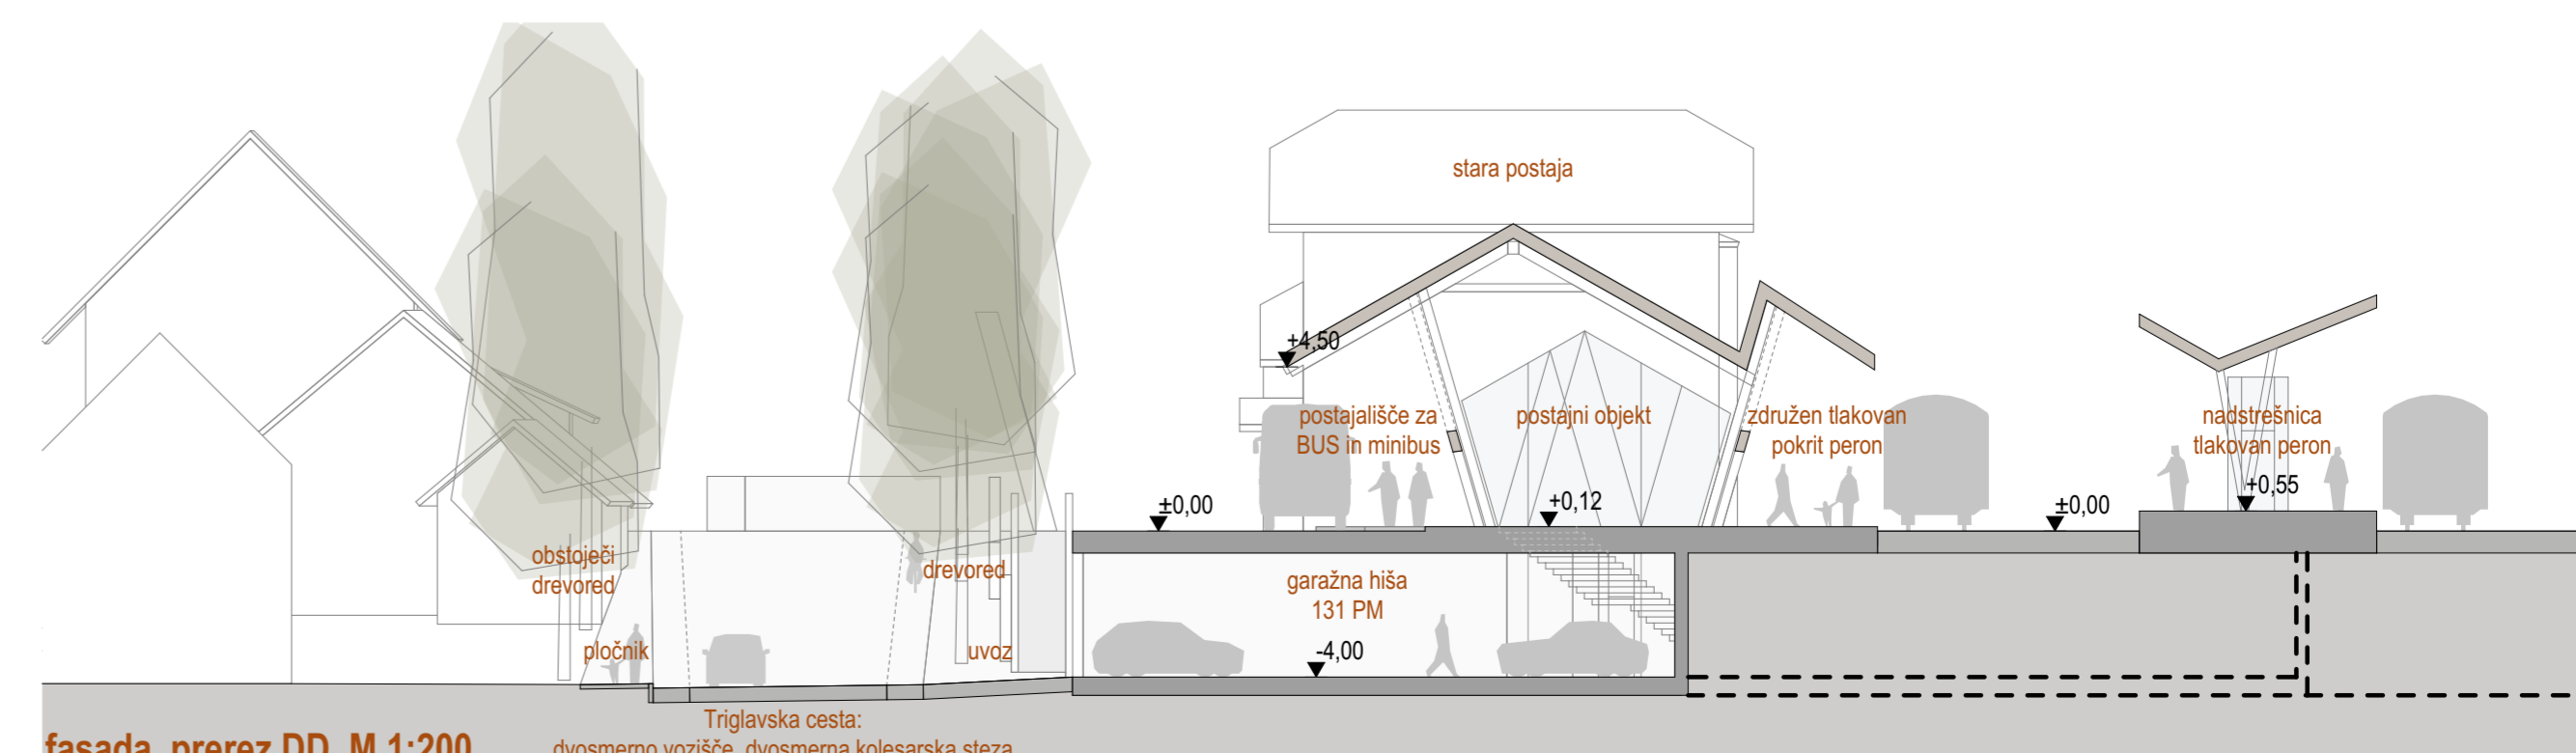 stara postaja
+4,50
postajališče za
BUS in minibus
postajni objekt
združen tlakovan
pokrit peron
nadstrešnica
tlakovan peron
±0,00
+0,12
±0,00
+0,55
obstoječi
drevored
drevored
garažna hiša
131 PM
pločnik
uvoz
-4,00
Triglavska cesta:
dvosmerno vozišče, dvosmerna kolesarska steza
fasada, prerez DD, M 1:200